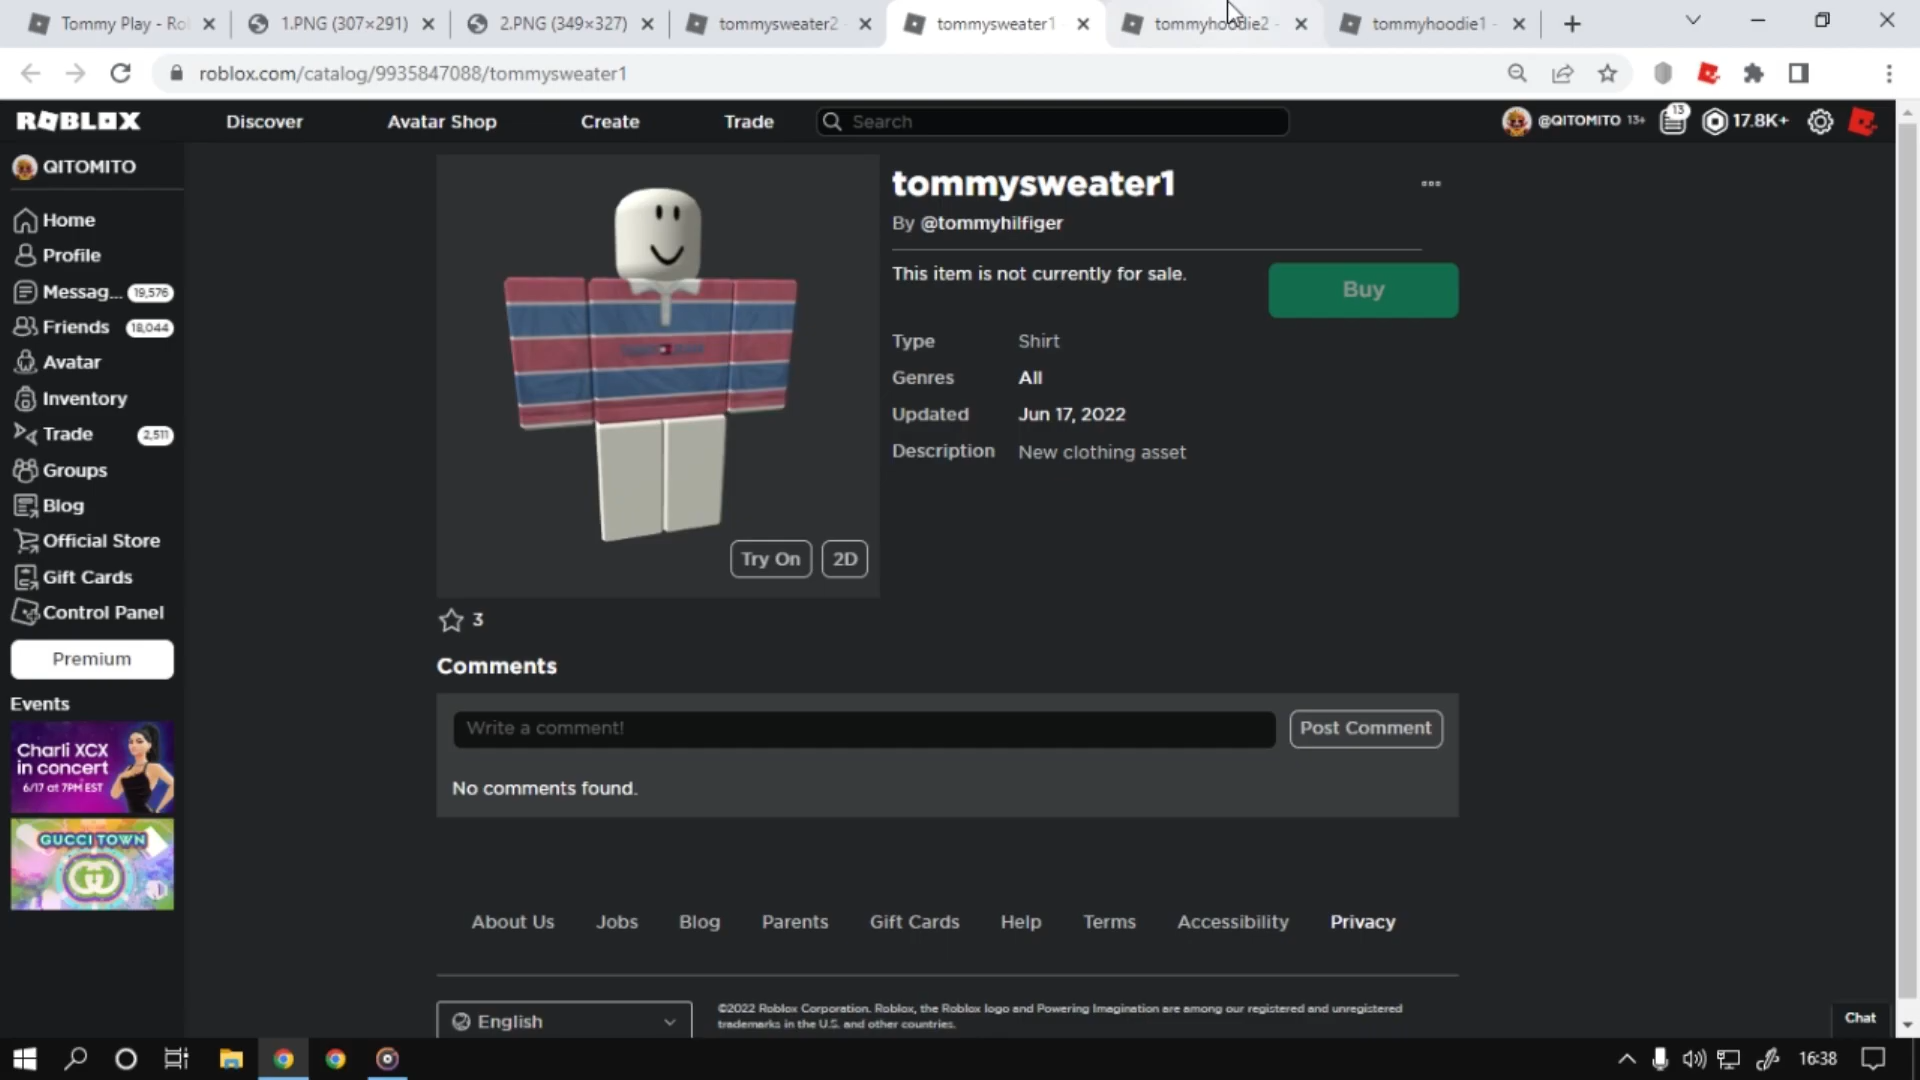 Tommy Play - Rol
1.PNG (307×291)
2.PNG (349×327)
tommysweater2 -
tommysweater1 -
tommyhoodie2 -
tommyhoodie1 -
roblox.com/catalog/9935847088/tommysweater1
ROBLOX
Discover
Avatar Shop
Create
Trade
Search
@QITOMITO 13+
13
17.8K+
QITOMITO
Home
Profile
Messag... 19,576
Friends 18,044
Avatar
Inventory
Trade 2,511
Groups
Blog
Official Store
Gift Cards
Control Panel
Premium
Events
Charli XCX
in concert
6/17 at 7PM EST
GUCCI TOWN
Try On
2D
3
tommysweater1
By @tommyhilfiger
This item is not currently for sale.
Buy
Type Shirt
Genres All
Updated Jun 17, 2022
Description New clothing asset
Comments
Write a comment!
Post Comment
No comments found.
About Us Jobs Blog Parents Gift Cards Help Terms Accessibility Privacy
English
©2022 Roblox Corporation. Roblox, the Roblox logo and Powering Imagination are among our registered and unregistered
trademarks in the U.S. and other countries.
Chat
16:38